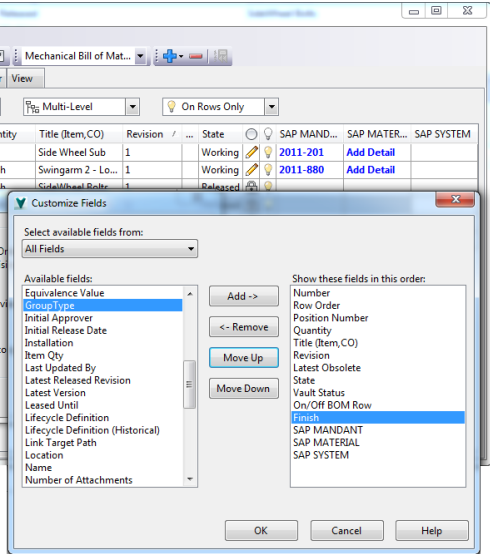 Mechanical Bill of Mat...
View
Multi-Level
On Rows Only
ntity Title (Item,CO) Revision / ... State SAP MAND... SAP MATER... SAP SYSTEM
Side Wheel Sub 1 Working 2011-201 Add Detail
h Swingarm 2 - Lo... 1 Working 2011-880 Add Detail
h SideWheel Boltr 1 Released
Customize Fields
Select available fields from:
All Fields
Available fields:
Equivalence Value
GroupType
Initial Approver
Initial Release Date
Installation
Item Qty
Last Updated By
Latest Released Revision
Latest Version
Leased Until
Lifecycle Definition
Lifecycle Definition (Historical)
Link Target Path
Location
Name
Number of Attachments
Add ->
<- Remove
Move Up
Move Down
Show these fields in this order:
Number
Row Order
Position Number
Quantity
Title (Item,CO)
Revision
Latest Obsolete
State
Vault Status
On/Off BOM Row
Finish
SAP MANDANT
SAP MATERIAL
SAP SYSTEM
OK
Cancel
Help